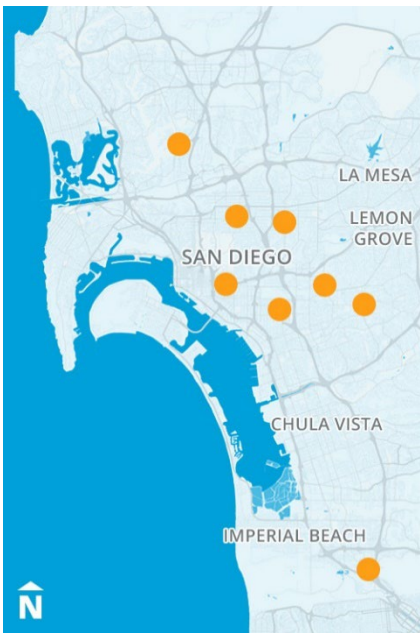 LA MESA
LEMON
GROVE
SAN DIEGO
CHULA VISTA
IMPERIAL BEACH
N